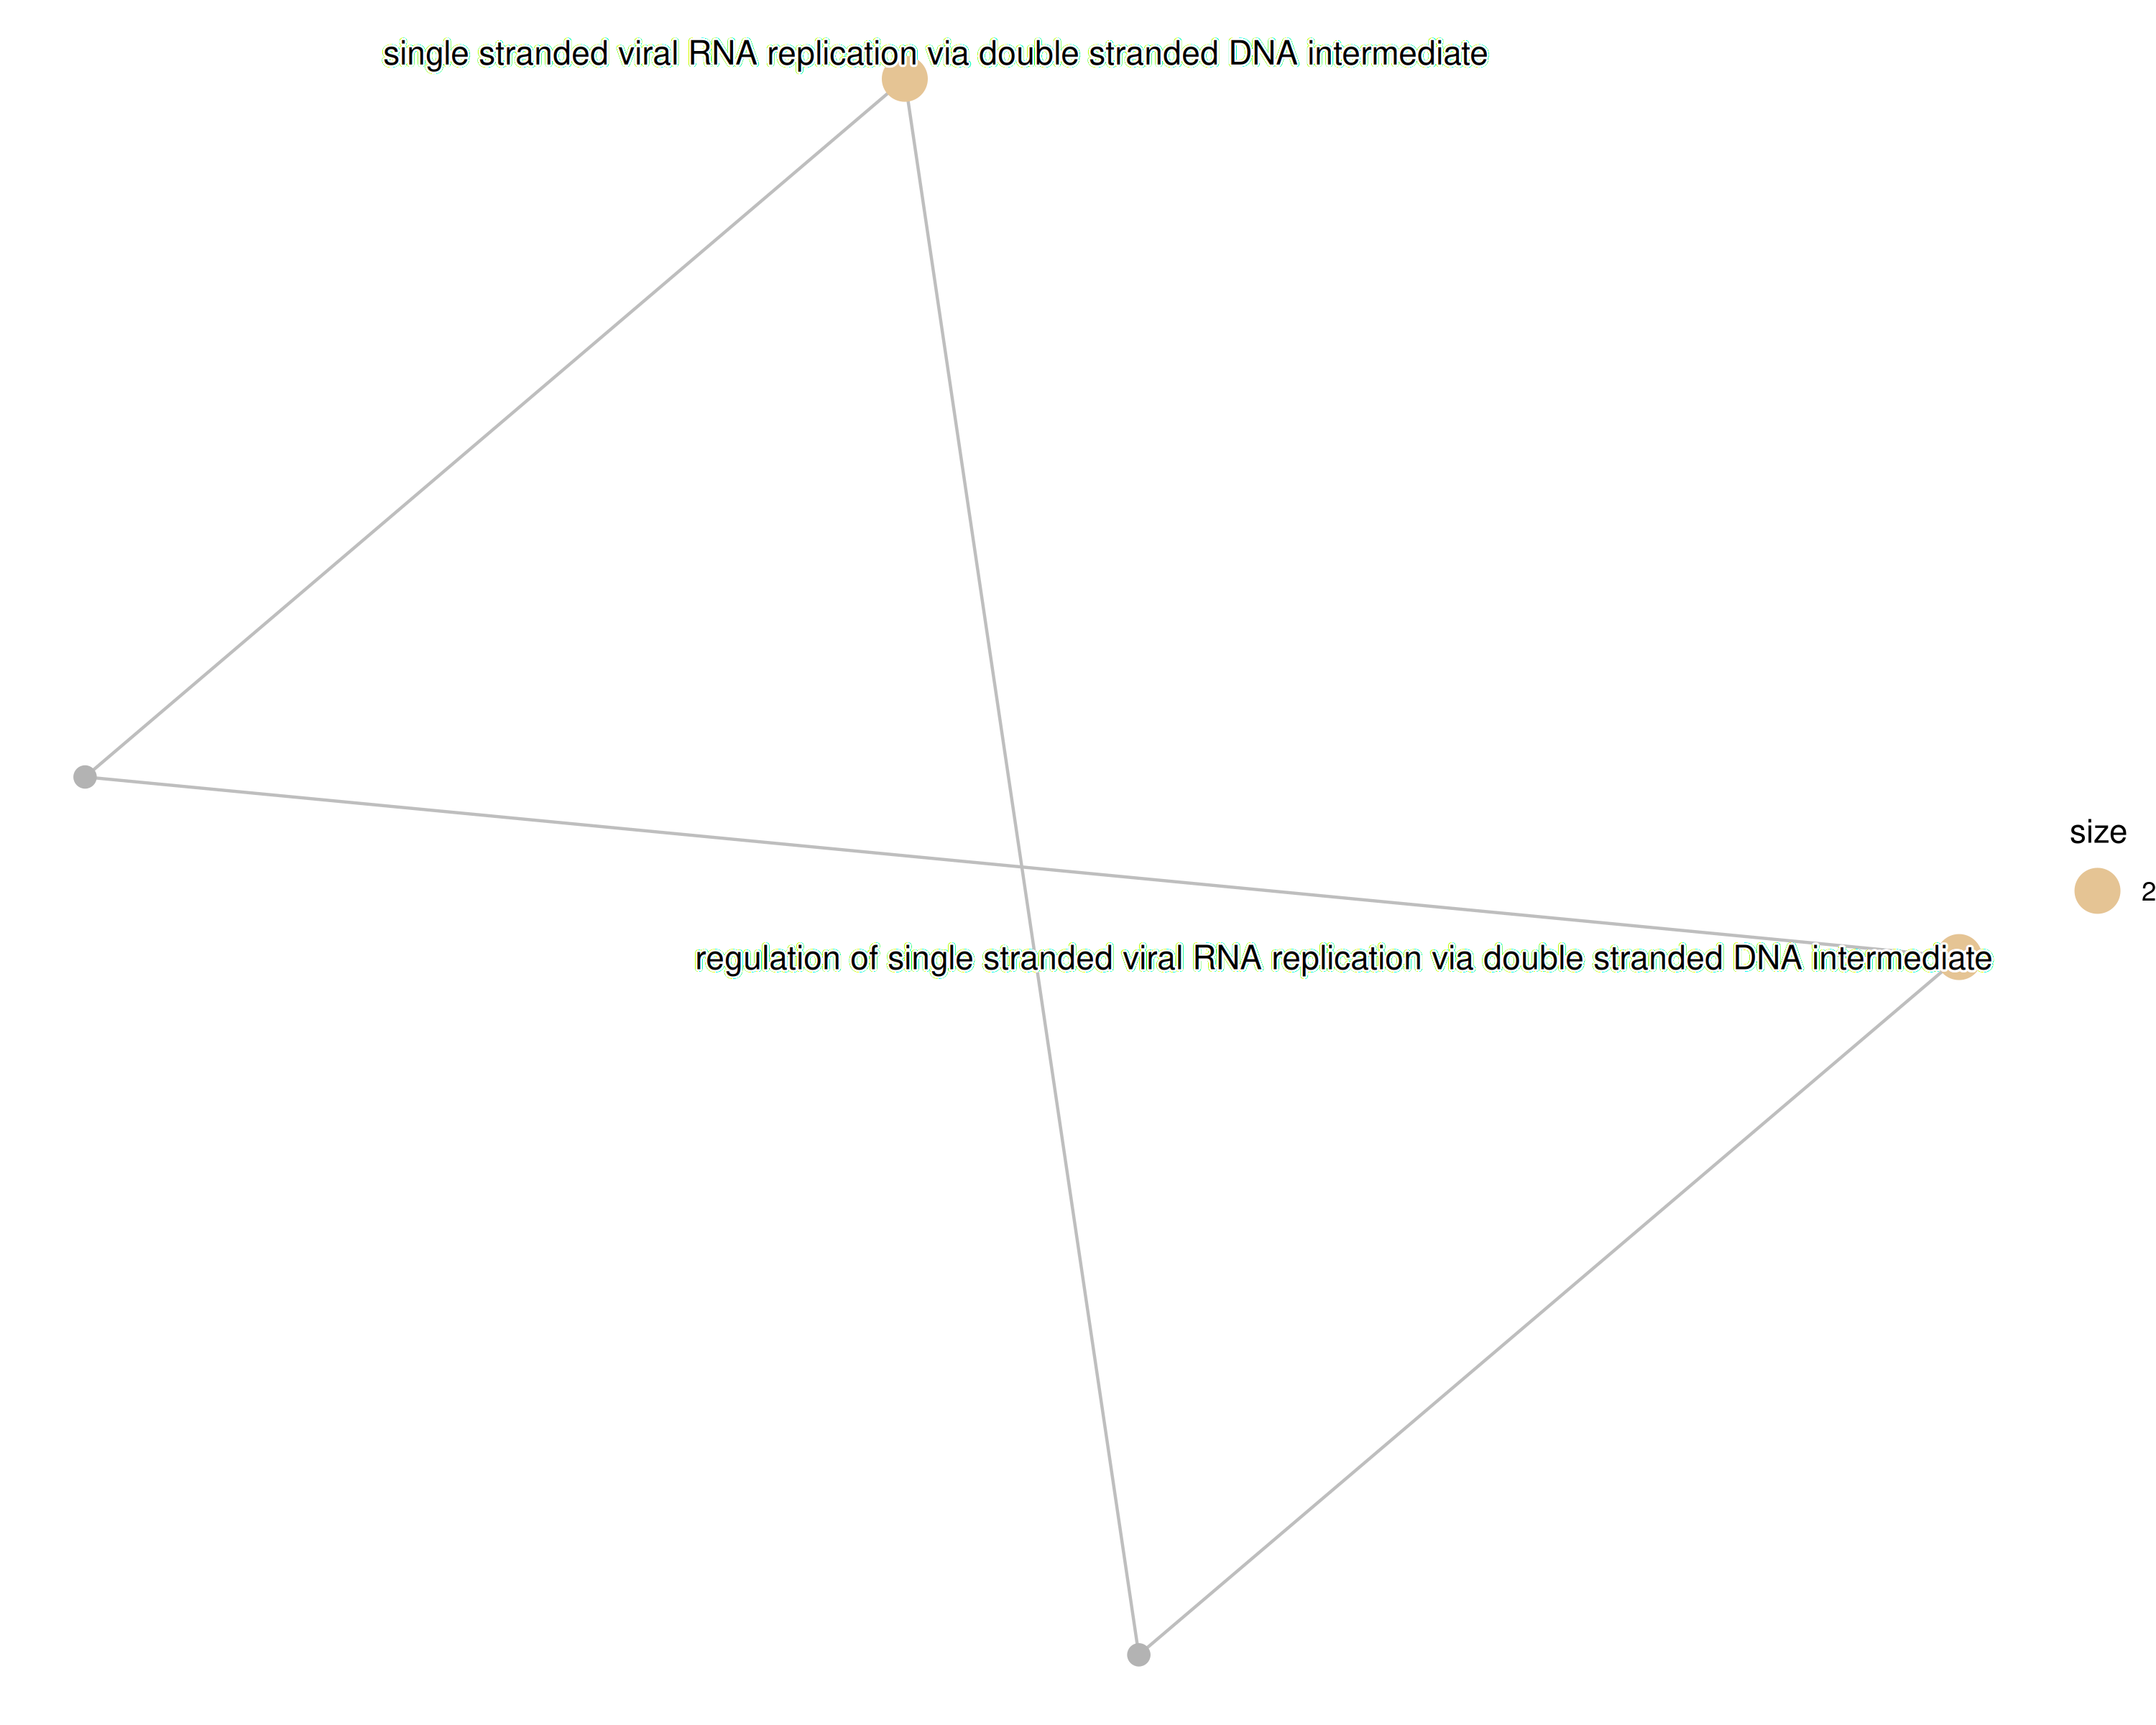 single stranded viral RNA replication via double stranded DNA intermediate
size
2
regulation of single stranded viral RNA replication via double stranded DNA intermediate